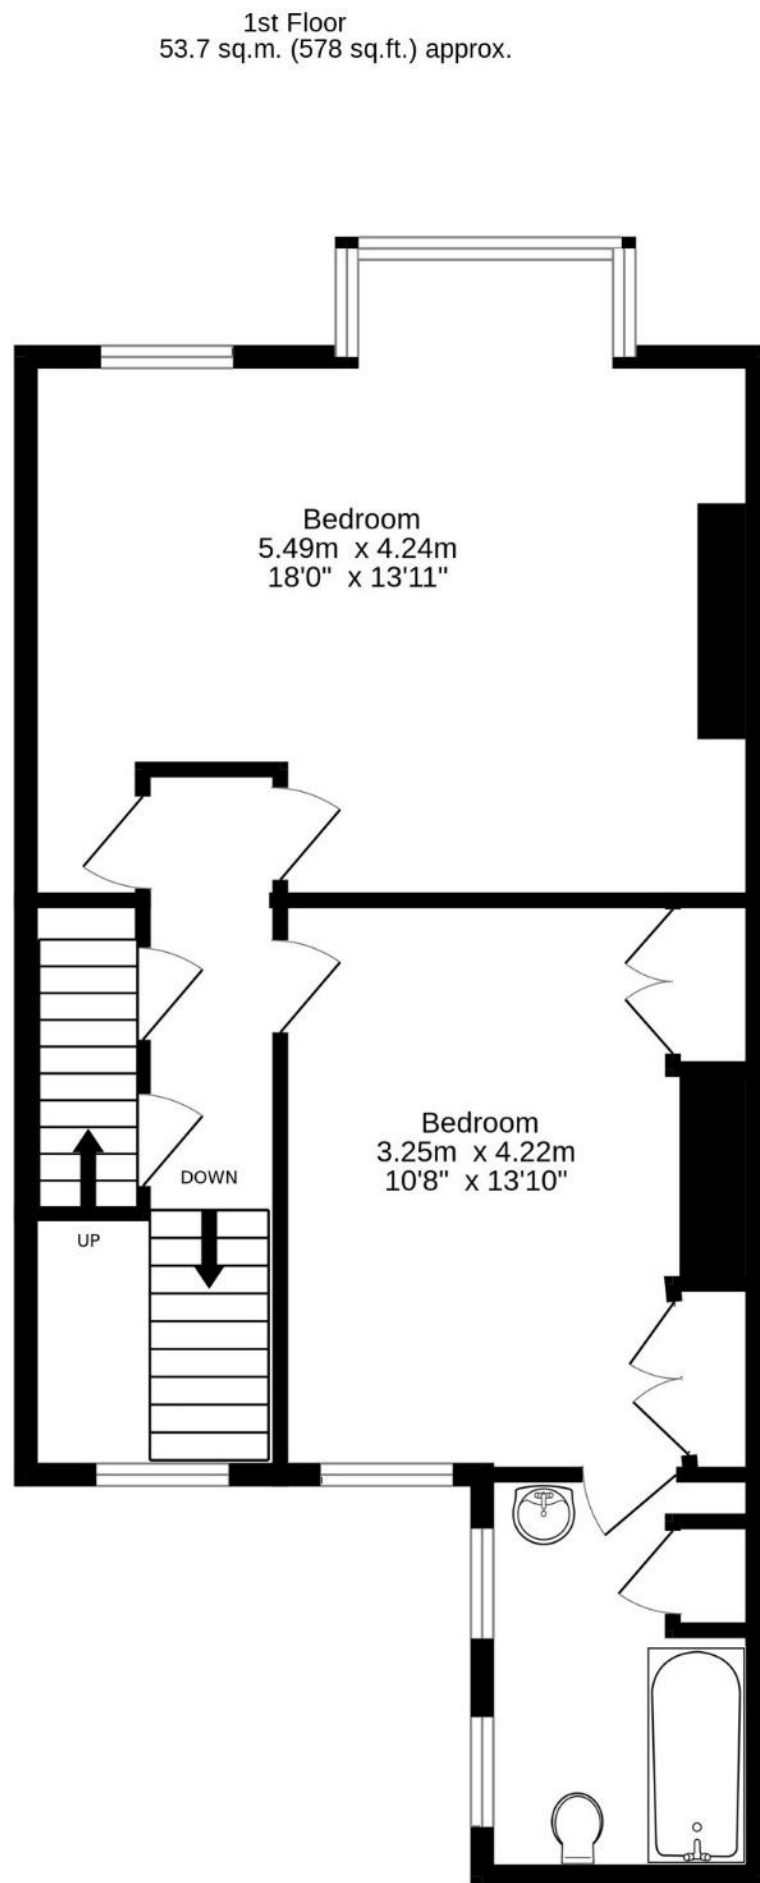 1st Floor
53.7 sq.m. (578 sq.ft.) approx.
Bedroom
5.49m x 4.24m
18'0" x 13'11"
Bedroom
3.25m x 4.22m
10'8" x 13'10"
DOWN
UP